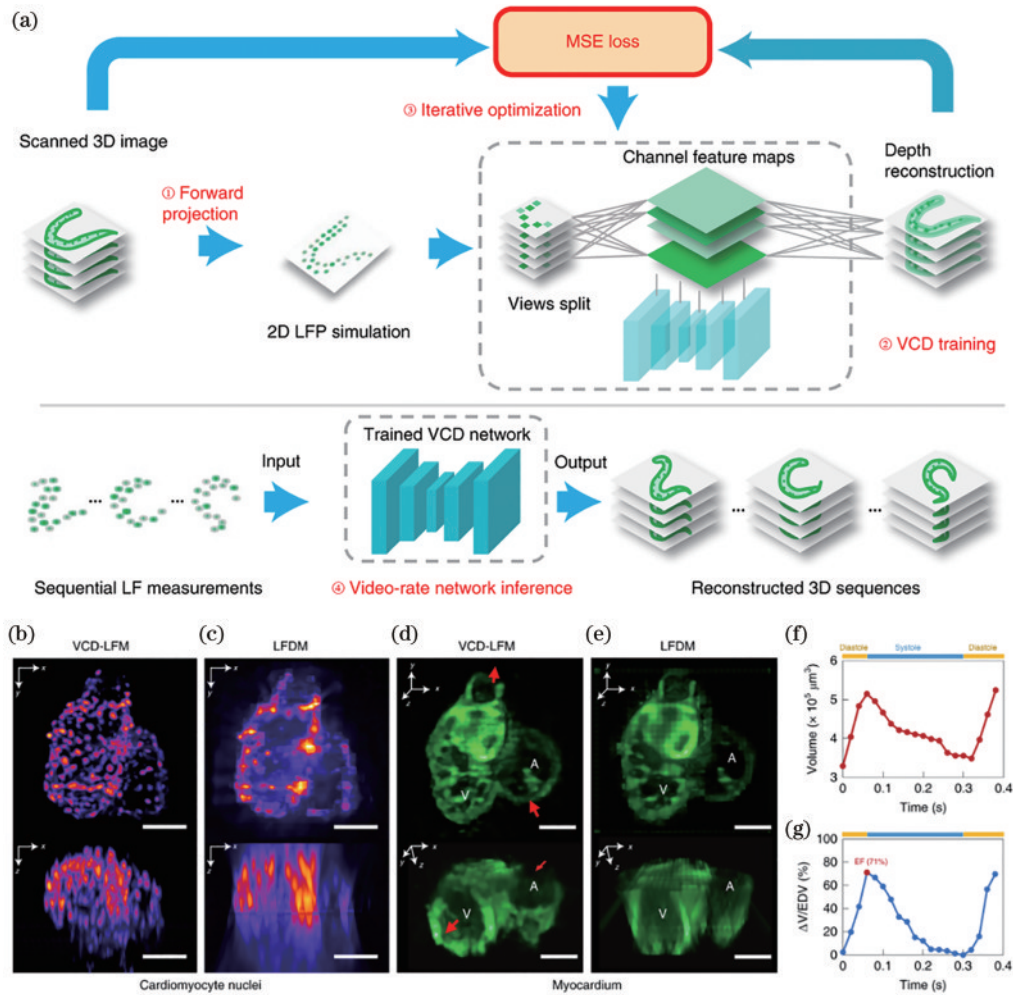 (a)
MSE loss
③ Iterative optimization
Scanned 3D image
① Forward
projection
Channel feature maps
Depth
reconstruction
Views split
2D LFP simulation
② VCD training
Trained VCD network
Input
Output
...
...
...
...
Sequential LF measurements
④ Video-rate network inference
Reconstructed 3D sequences
(b)
VCD-LFM
(c)
LFDM
(d)
VCD-LFM
(e)
LFDM
(f)
Diastole
Systole
Diastole
x
y
x
y
x
y
z
x
y
z
A
V
A
V
6
5
4
3
Volume (× 10⁵ μm³)
0
0.1
0.2
0.3
0.4
Time (s)
x
z
x
z
y
x
z
y
x
z
A
V
A
V
(g)
100
80
60
40
20
0
ΔV/EDV (%)
EF (71%)
0
0.1
0.2
0.3
0.4
Time (s)
Cardiomyocyte nuclei
Myocardium